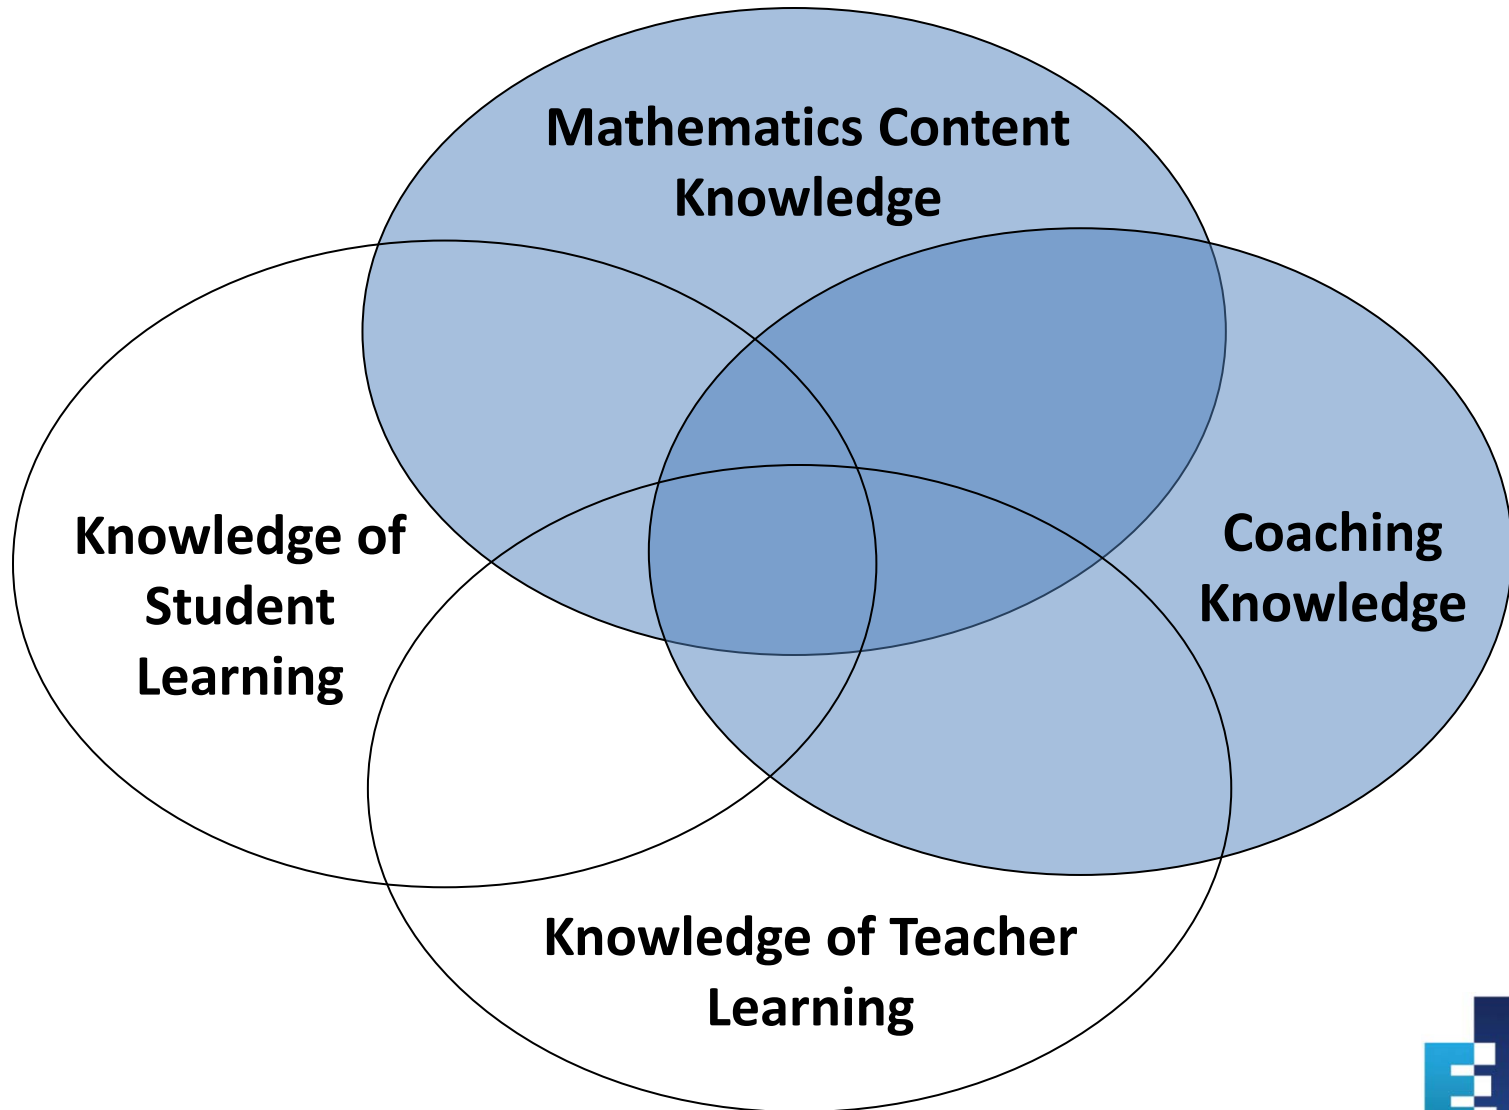 Mathematics Content
Knowledge
Knowledge of
Student
Learning
Coaching
Knowledge
Knowledge of Teacher
Learning